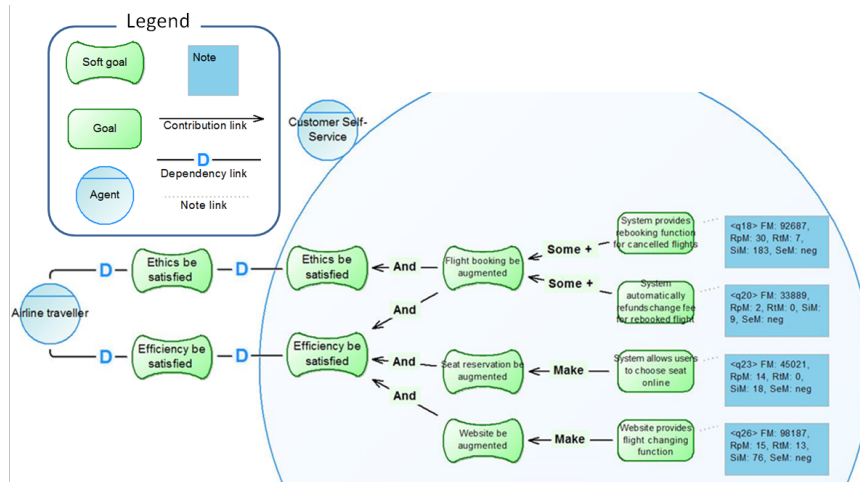 Legend
Soft goal
Note
Goal
Contribution link
D
Dependency link
Agent
Note link
Customer Self-
Service
Airline traveller
D
Ethics be
satisfied
D
Ethics be
satisfied
And
Flight booking be
augmented
Some +
System provides
rebooking function
for cancelled flights
<q18> FM: 92687,
RpM: 30, RtM: 7,
SiM: 183, SeM: neg
And
Some +
System
automatically
refunds change fee
for rebooked flight
<q20> FM: 33889,
RpM: 2, RtM: 0, SiM:
9, SeM: neg
D
Efficiency be
satisfied
D
Efficiency be
satisfied
And
Seat reservation be
augmented
Make
System allows users
to choose seat
online
<q23> FM: 45021,
RpM: 14, RtM: 0,
SiM: 18, SeM: neg
And
Website be
augmented
Make
Website provides
flight changing
function
<q26> FM: 98187,
RpM: 15, RtM: 13,
SiM: 76, SeM: neg